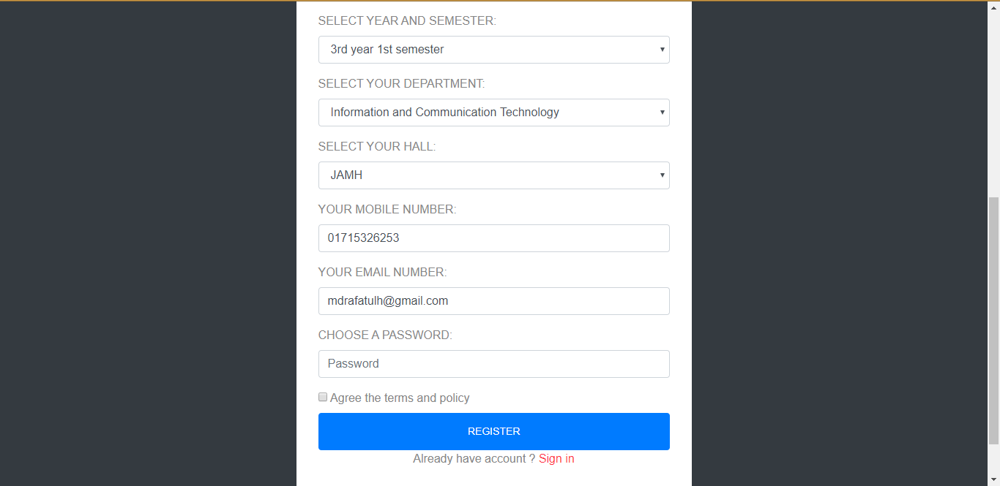 SELECT YEAR AND SEMESTER:
3rd year 1st semester
SELECT YOUR DEPARTMENT:
Information and Communication Technology
SELECT YOUR HALL:
JAMH
YOUR MOBILE NUMBER:
01715326253
YOUR EMAIL NUMBER:
mdrafatulh@gmail.com
CHOOSE A PASSWORD:
Password
Agree the terms and policy
REGISTER
Already have account ? Sign in